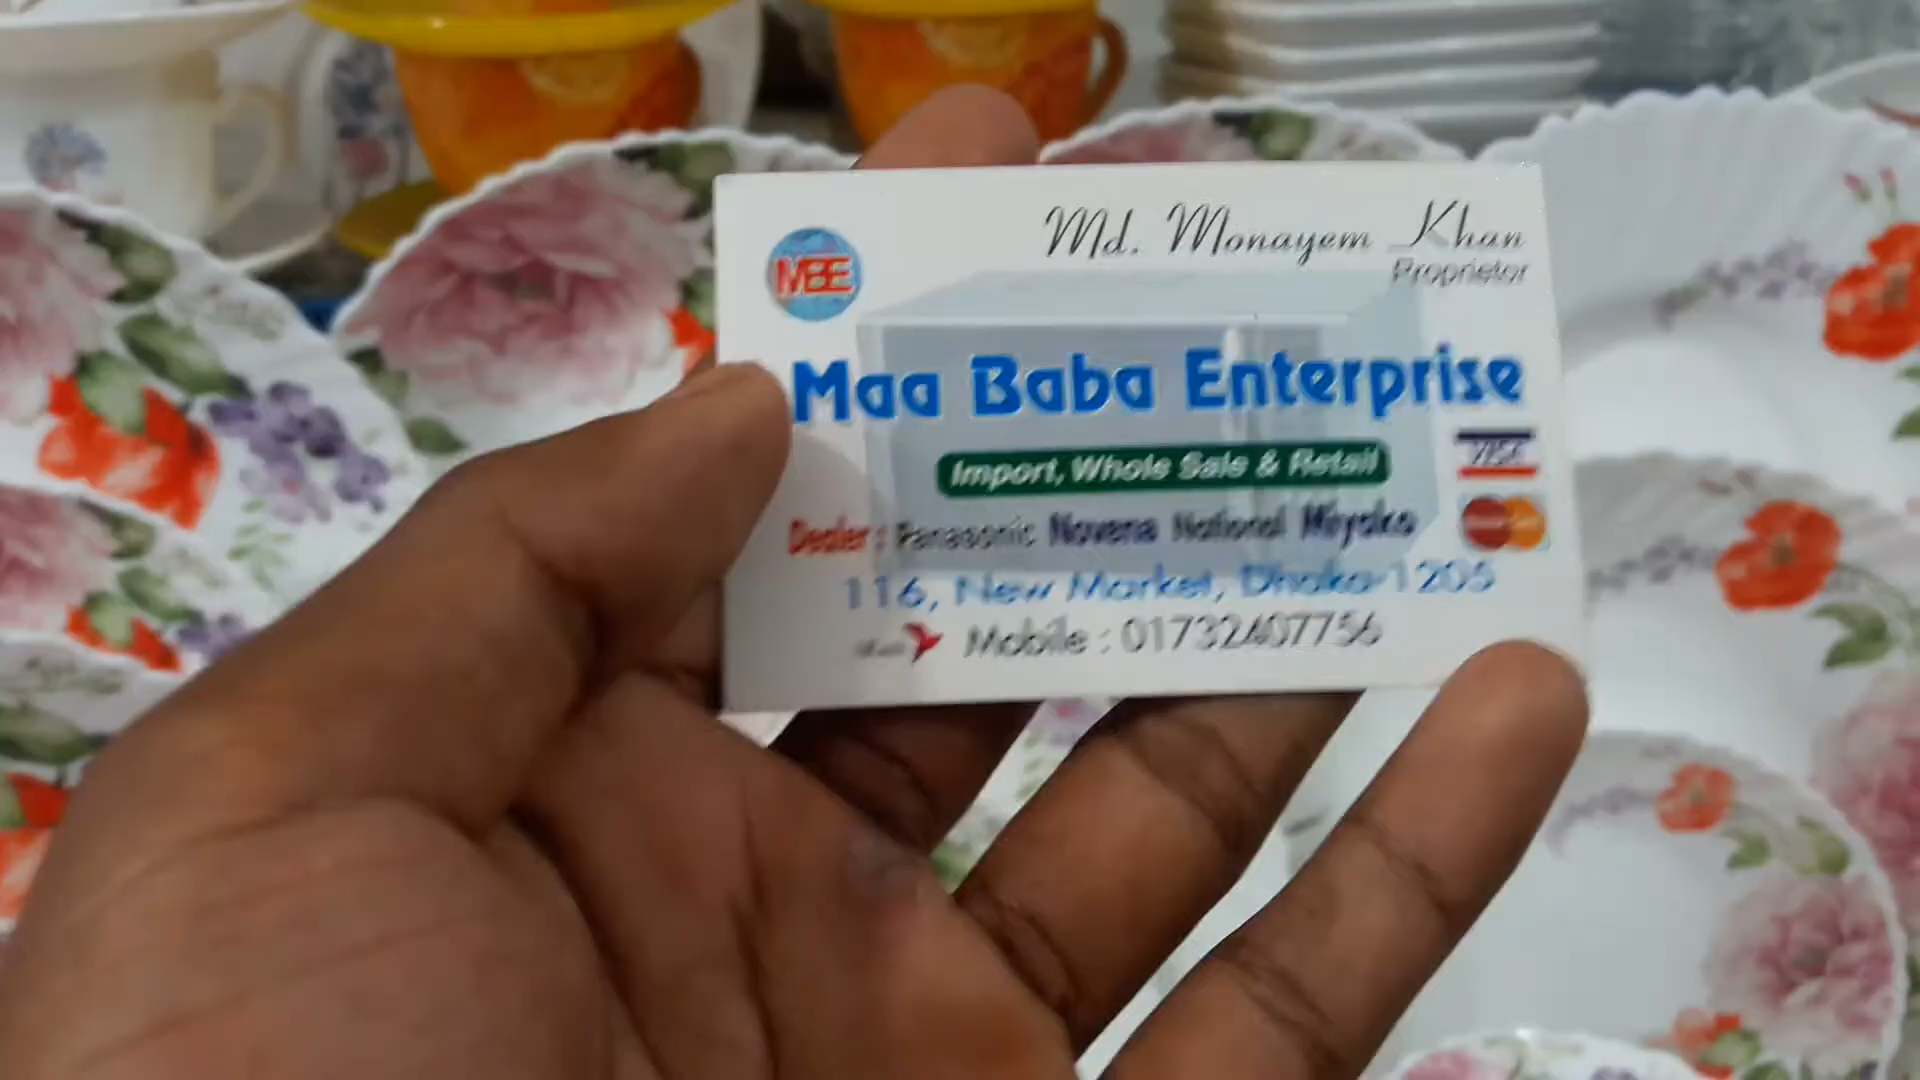 Md. Monayem Khan
Proprietor
MBE
Maa Baba Enterprise
Import, Whole Sale & Retail
VISA
Dealer : Panasonic Novena National Miyako
116, New Market, Dhaka-1205
Mobile : 01732407756